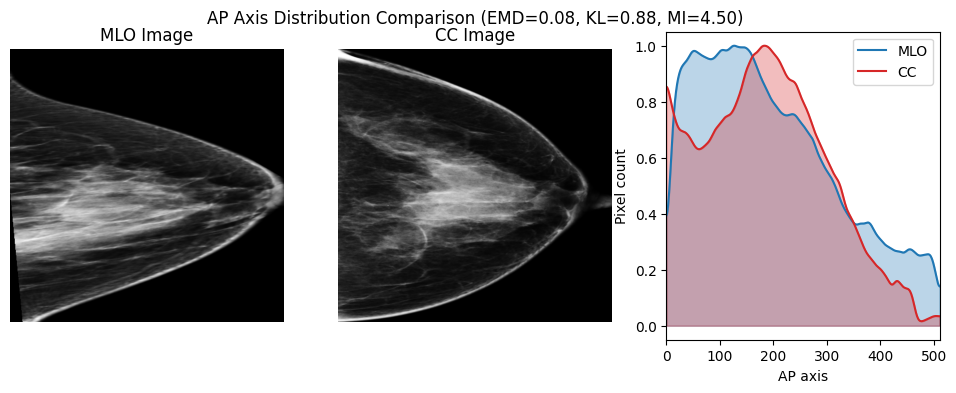 AP Axis Distribution Comparison (EMD=0.08, KL=0.88, MI=4.50)
MLO Image
CC Image
MLO
CC
1.0
0.8
0.6
0.4
0.2
0.0
Pixel count
0 100 200 300 400 500
AP axis